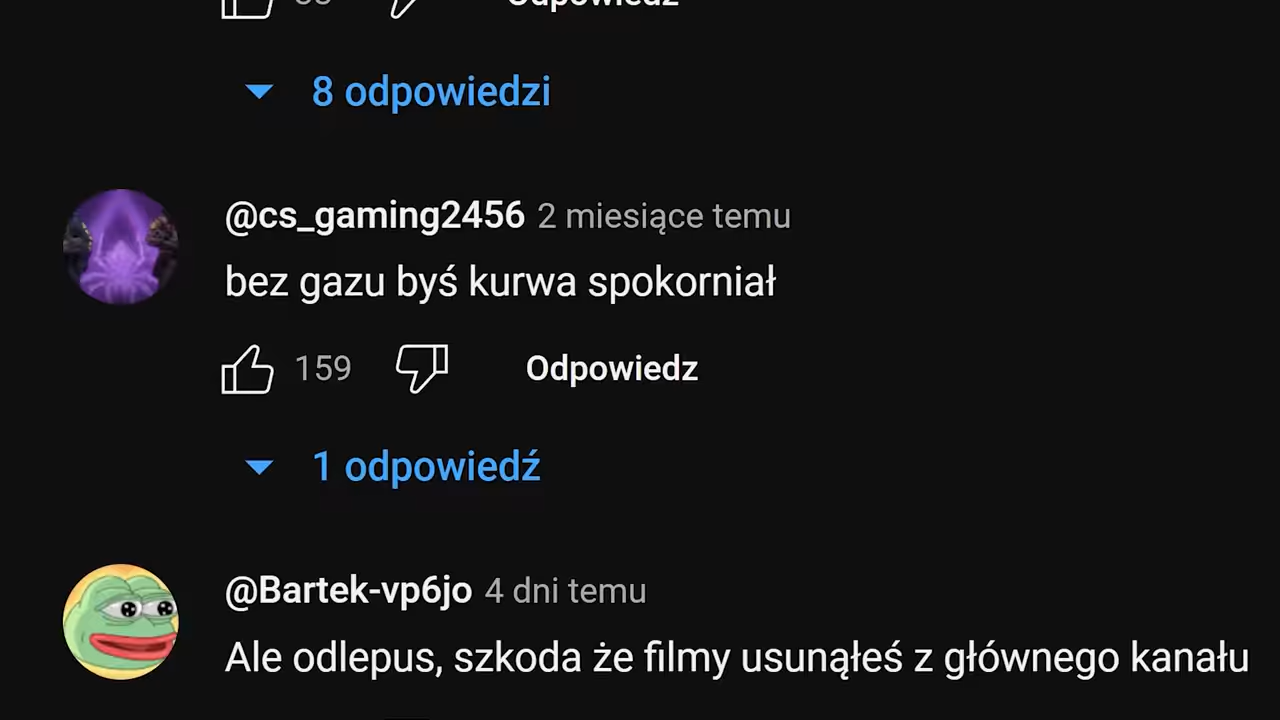 Odpowiedz
8 odpowiedzi
@cs_gaming2456 2 miesiące temu
bez gazu byś kurwa spokorniał
159 Odpowiedz
1 odpowiedź
@Bartek-vp6jo 4 dni temu
Ale odlepus, szkoda że filmy usunąłeś z głównego kanału